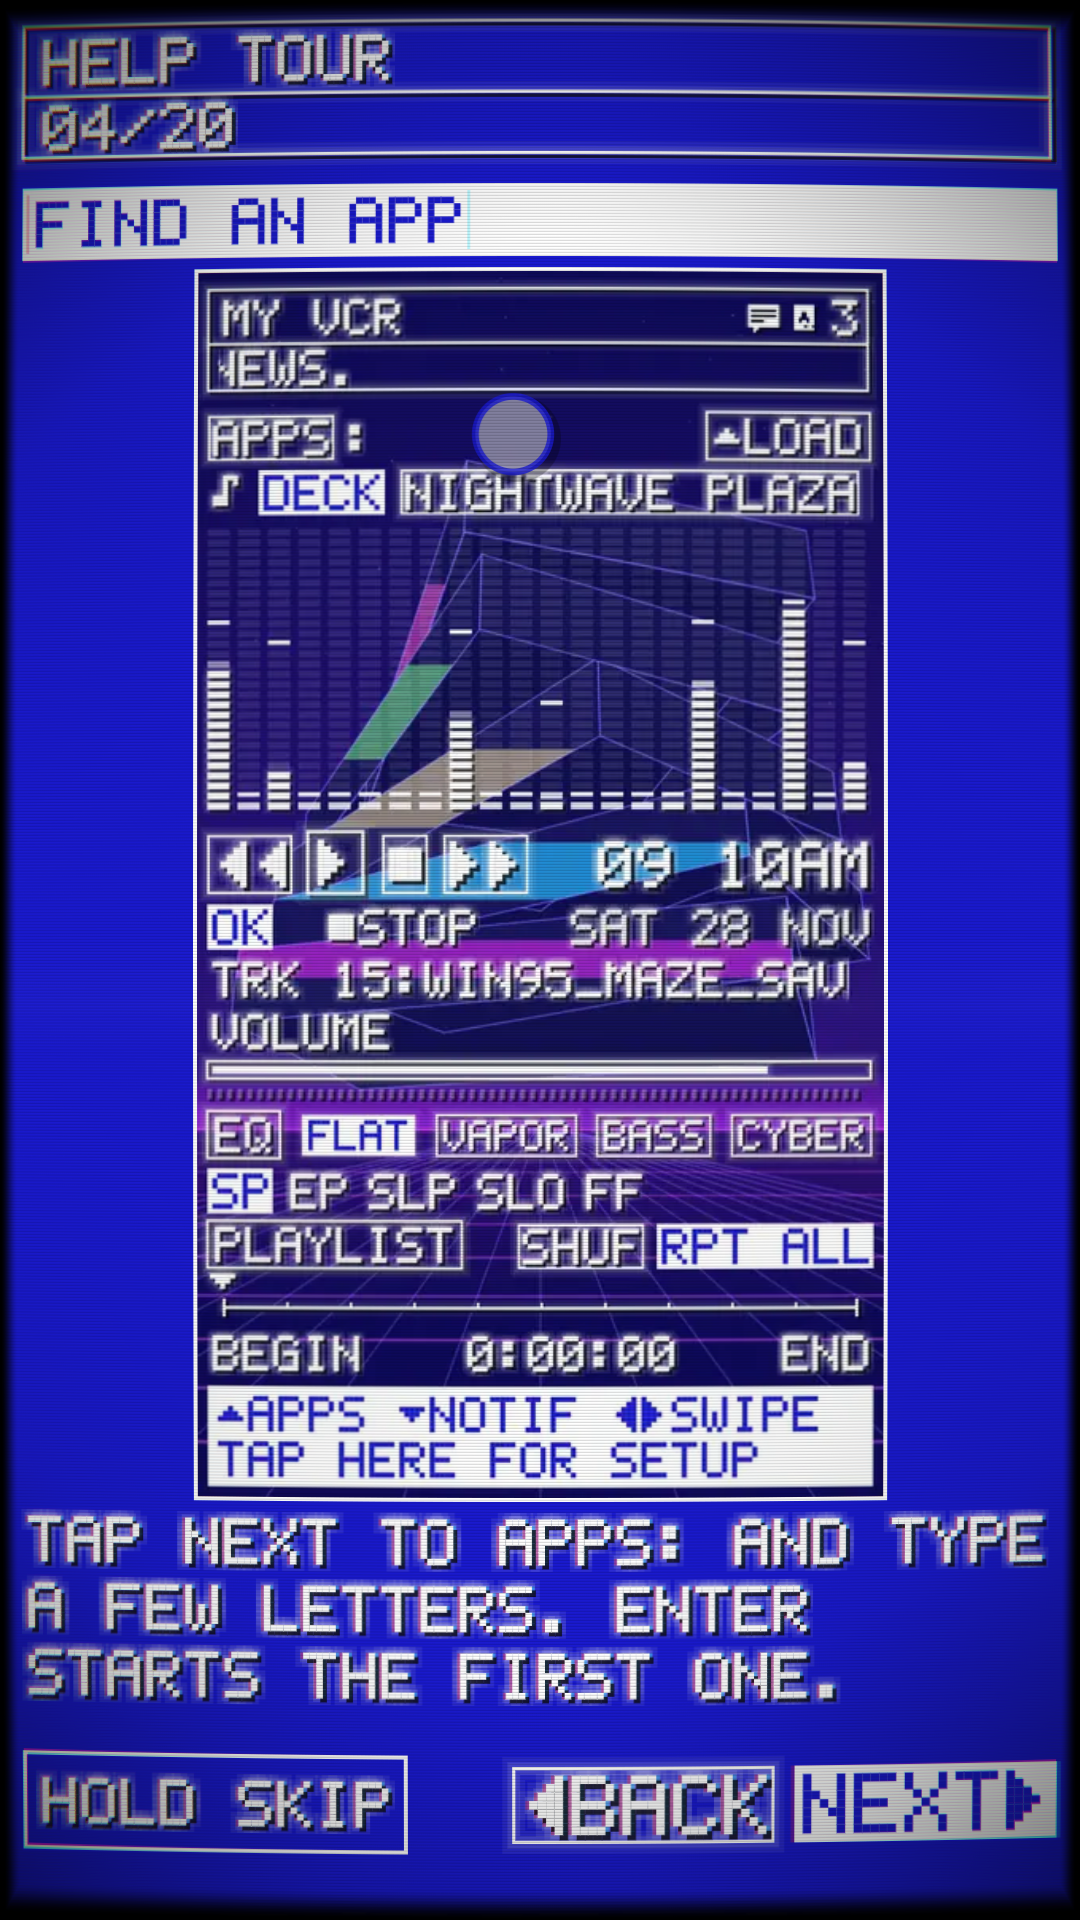 HELP TOUR
04/20
FIND AN APP
MY VCR 3
NEWS.
APPS: LOAD
DECK NIGHTWAVE PLAZA
09 10AM
OK STOP SAT 28 NOV
TRK 15:WIN95_MAZE_SAV
VOLUME
EQ FLAT VAPOR BASS CYBER
SP EP SLP SLO FF
PLAYLIST SHUF RPT ALL
BEGIN 0:00:00 END
APPS NOTIF SWIPE
TAP HERE FOR SETUP
TAP NEXT TO APPS: AND TYPE
A FEW LETTERS. ENTER
STARTS THE FIRST ONE.
HOLD SKIP BACK NEXT